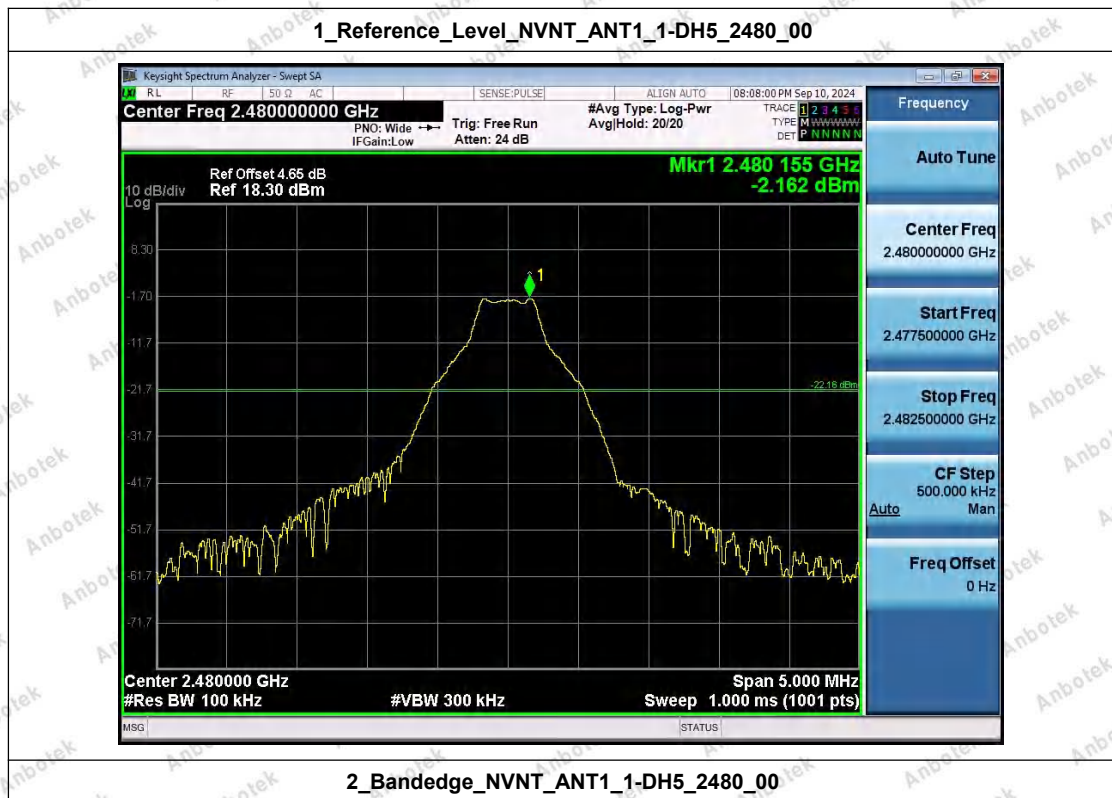 1_Reference_Level_NVNT_ANT1_1-DH5_2480_00
Keysight Spectrum Analyzer - Swept SA
LXI RL RF 50 Ω AC SENSE:PULSE ALIGN AUTO 08:08:00 PM Sep 10, 2024
Center Freq 2.480000000 GHz
PNO: Wide
IFGain:Low
Trig: Free Run
Atten: 24 dB
#Avg Type: Log-Pwr
Avg|Hold: 20/20
TRACE 1 2 3 4 5 6
TYPE M WWWWW
DET P N N N N N
Mkr1 2.480 155 GHz
-2.162 dBm
Ref Offset 4.65 dB
10 dB/div Ref 18.30 dBm
Log
8.30
1
-1.70
-11.7
-21.7
-22.16 dBm
-31.7
-41.7
-51.7
-61.7
-71.7
Center 2.480000 GHz Span 5.000 MHz
#Res BW 100 kHz #VBW 300 kHz Sweep 1.000 ms (1001 pts)
MSG STATUS
Frequency
Auto Tune
Center Freq
2.480000000 GHz
Start Freq
2.477500000 GHz
Stop Freq
2.482500000 GHz
CF Step
500.000 kHz
Auto Man
Freq Offset
0 Hz
2_Bandedge_NVNT_ANT1_1-DH5_2480_00
Anbotek